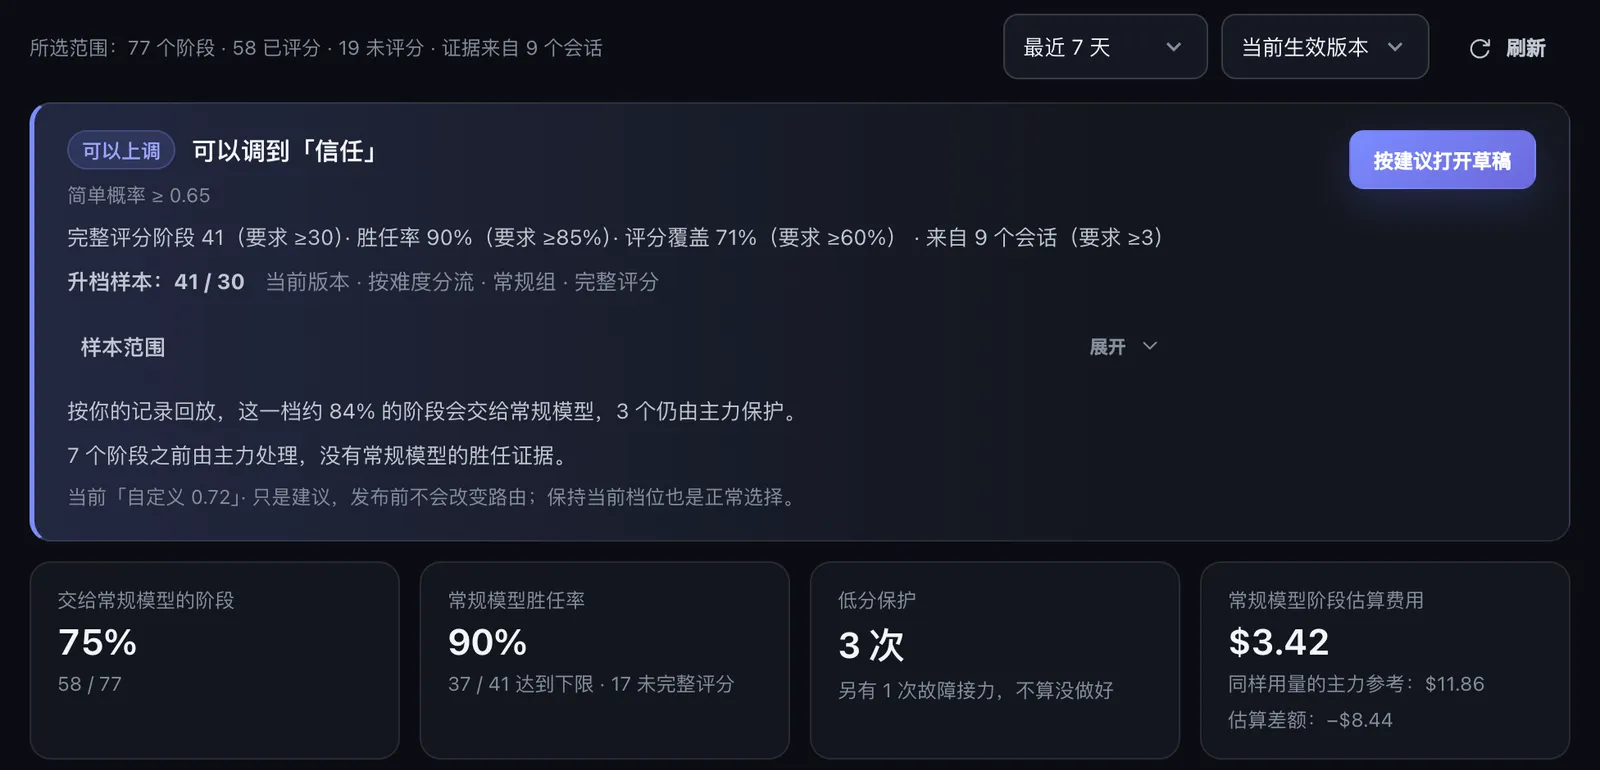 所选范围：77 个阶段 · 58 已评分 · 19 未评分 · 证据来自 9 个会话
最近 7 天
当前生效版本
刷新
可以上调
可以调到「信任」
按建议打开草稿
简单概率 ≥ 0.65
完整评分阶段 41（要求 ≥30）· 胜任率 90%（要求 ≥85%）· 评分覆盖 71%（要求 ≥60%） · 来自 9 个会话（要求 ≥3）
升档样本：41 / 30 当前版本 · 按难度分流 · 常规组 · 完整评分
样本范围
展开
按你的记录回放，这一档约 84% 的阶段会交给常规模型，3 个仍由主力保护。
7 个阶段之前由主力处理，没有常规模型的胜任证据。
当前「自定义 0.72」· 只是建议，发布前不会改变路由；保持当前档位也是正常选择。
交给常规模型的阶段
75%
58 / 77
常规模型胜任率
90%
37 / 41 达到下限 · 17 未完整评分
低分保护
3 次
另有 1 次故障接力，不算没做好
常规模型阶段估算费用
$3.42
同样用量的主力参考：$11.86
估算差额：−$8.44